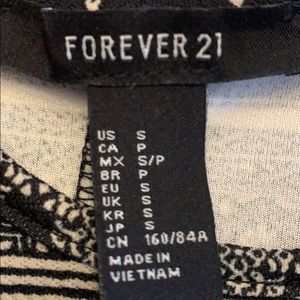 FOREVER 21
US S
CA P
MX S/P
BR P
EU S
UK S
KR S
JP S
CN 160/84A
MADE IN
VIETNAM